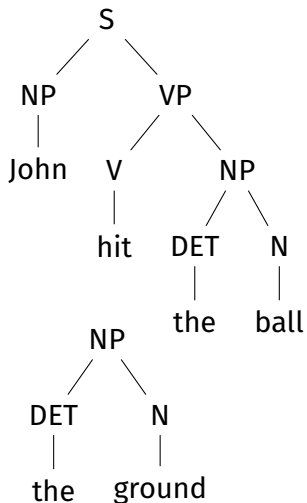 S
NP VP
John V NP
hit DET N
the ball
NP
DET N
the ground